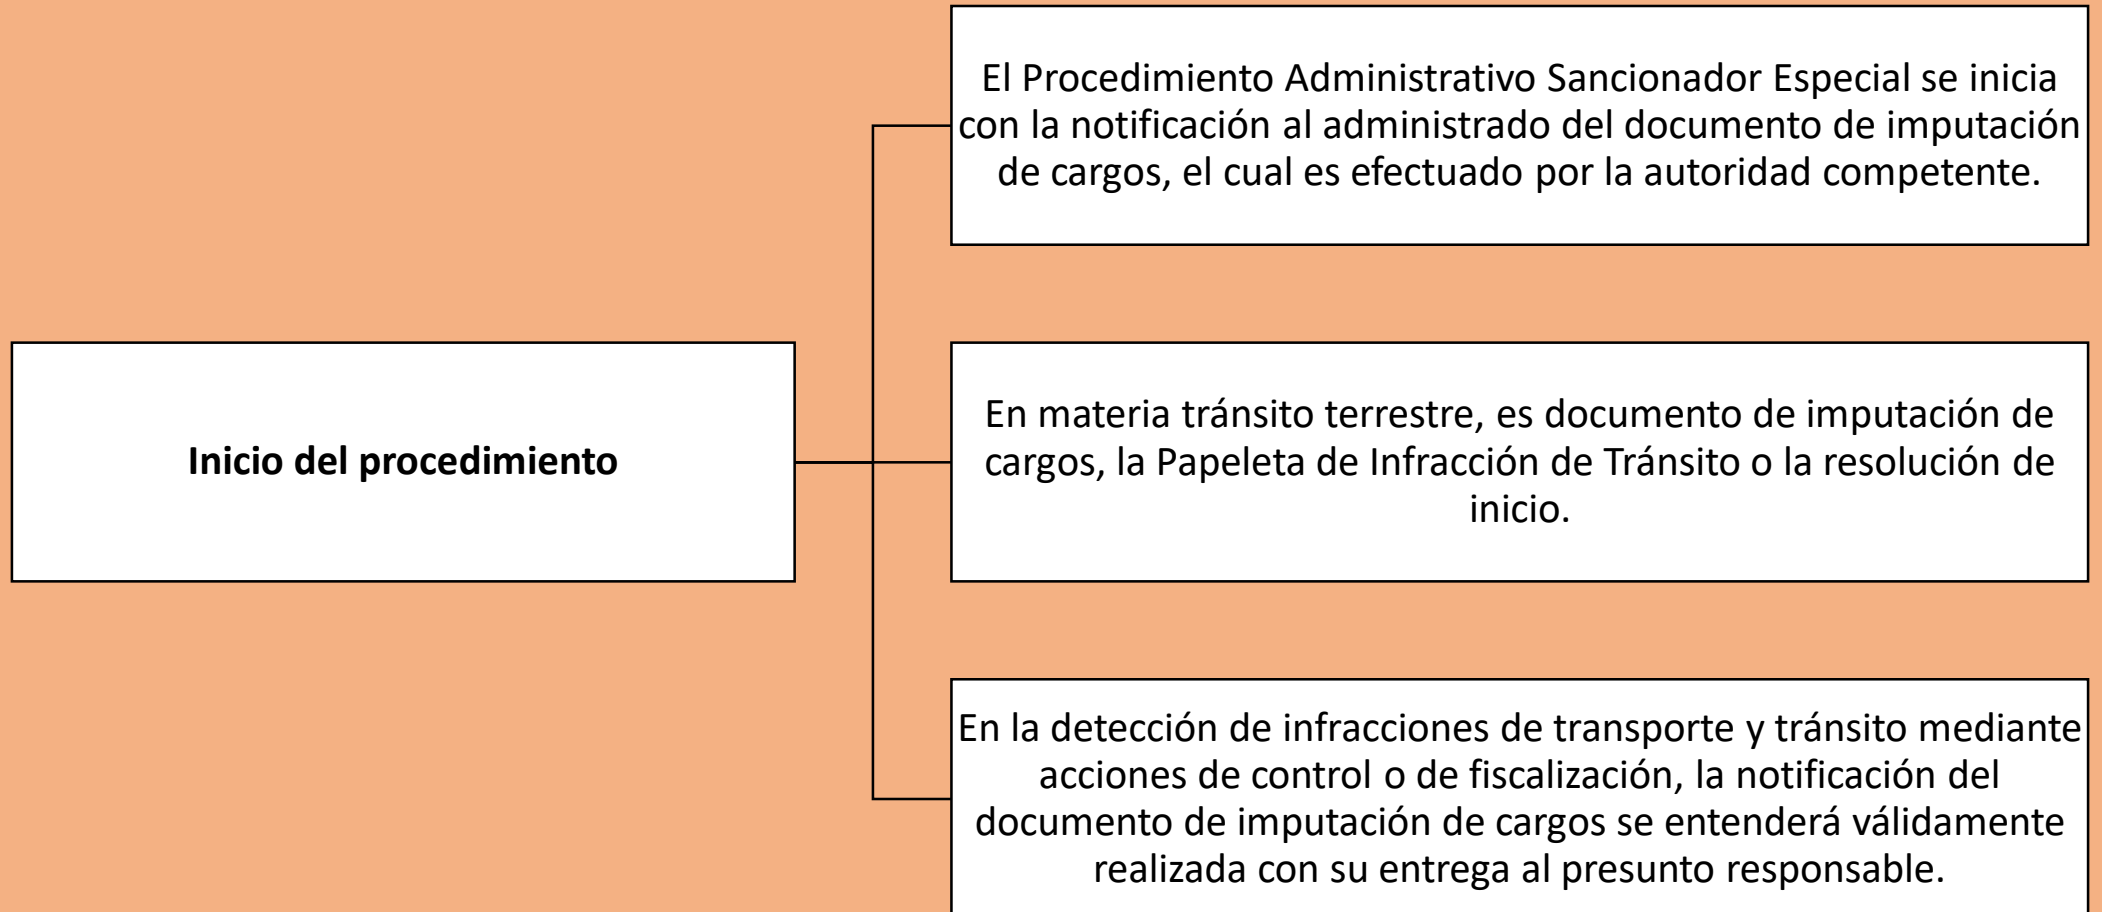 Inicio del procedimiento
El Procedimiento Administrativo Sancionador Especial se inicia
con la notificación al administrado del documento de imputación
de cargos, el cual es efectuado por la autoridad competente.
En materia tránsito terrestre, es documento de imputación de
cargos, la Papeleta de Infracción de Tránsito o la resolución de
inicio.
En la detección de infracciones de transporte y tránsito mediante
acciones de control o de fiscalización, la notificación del
documento de imputación de cargos se entenderá válidamente
realizada con su entrega al presunto responsable.